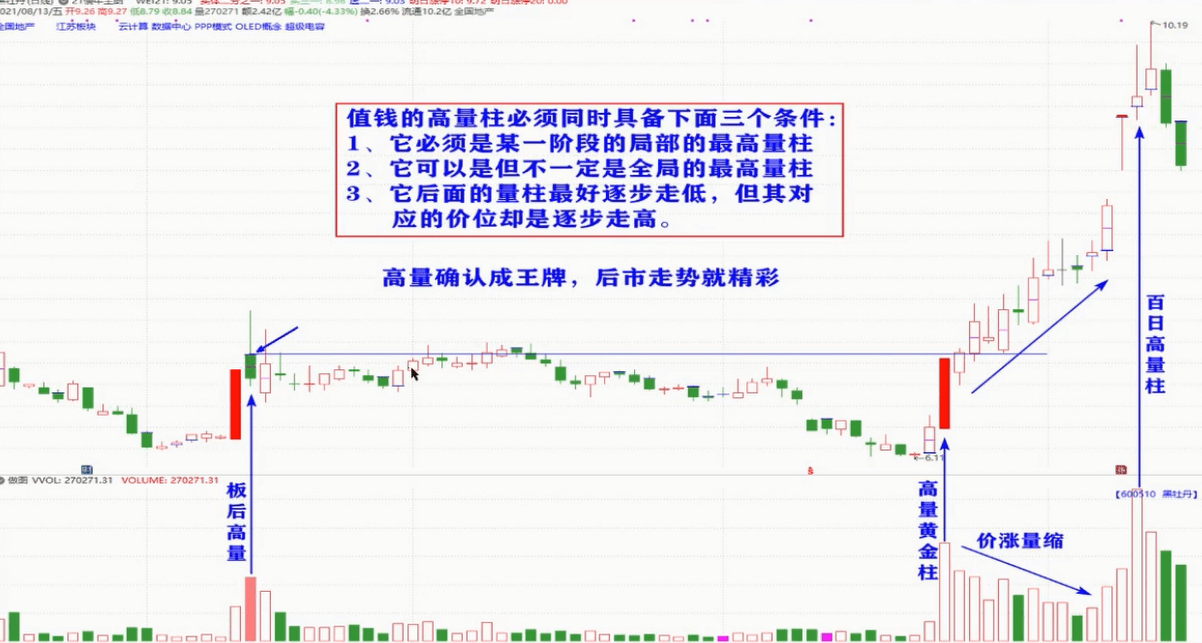 021/08/13/五 开9.26 高9.27 低8.79 收8.84 量270271 额2.42亿 幅-0.40(-4.33%) 换2.66% 流通10.2亿 全国地产
全国地产 江苏板块 云计算 数据中心 PPP模式 OLED概念 超级电容
10.19
值钱的高量柱必须同时具备下面三个条件:
1、它必须是某一阶段的局部的最高量柱
2、它可以是但不一定是全局的最高量柱
3、它后面的量柱最好逐步走低，但其对
应的价位却是逐步走高。
高量确认成王牌，后市走势就精彩
百日高量柱
6.11
做图 VVOL: 270271.31 VOLUME: 270271.31
板后高量
高量黄金柱
【600510 黑牡丹】
价涨量缩